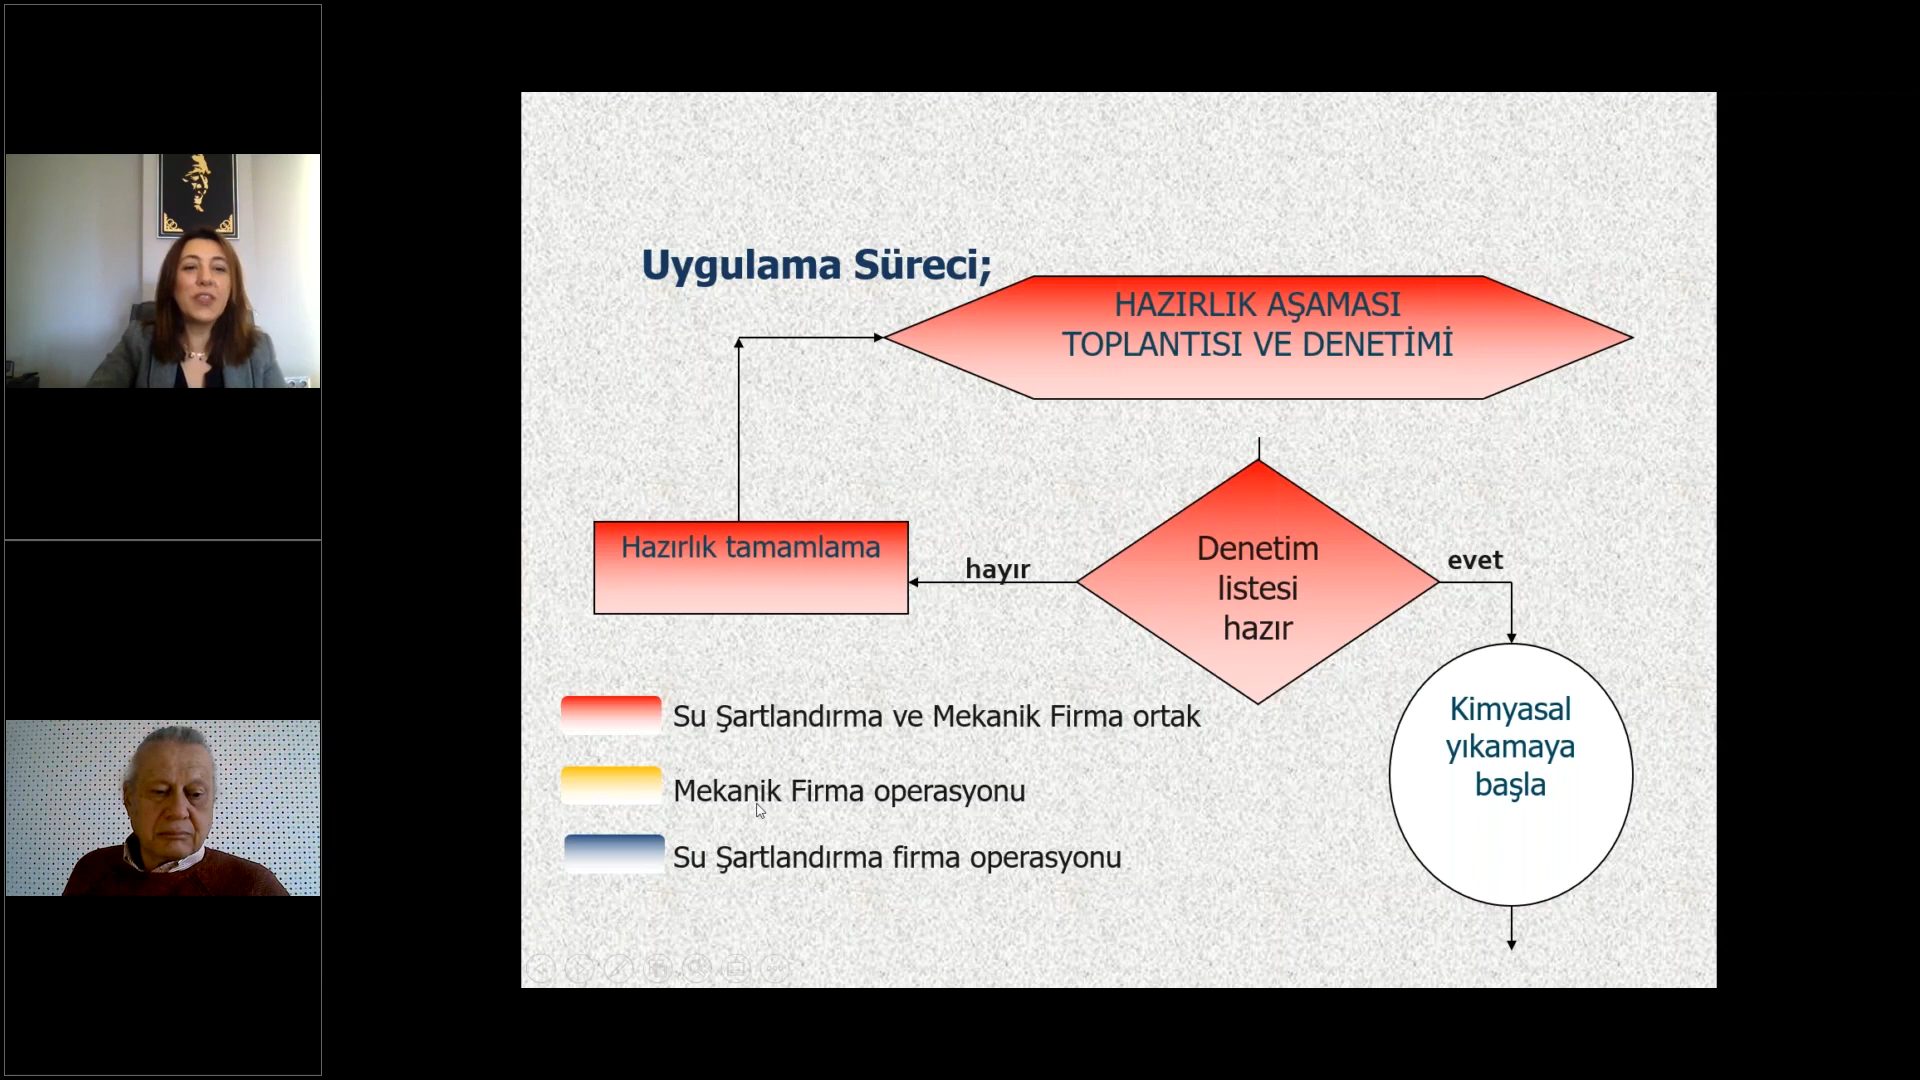 Uygulama Süreci;
HAZIRLIK AŞAMASI
TOPLANTISI VE DENETİMİ
Hazırlık tamamlama
hayır
Denetim
listesi
hazır
evet
Kimyasal
yıkamaya
başla
Su Şartlandırma ve Mekanik Firma ortak
Mekanik Firma operasyonu
Su Şartlandırma firma operasyonu